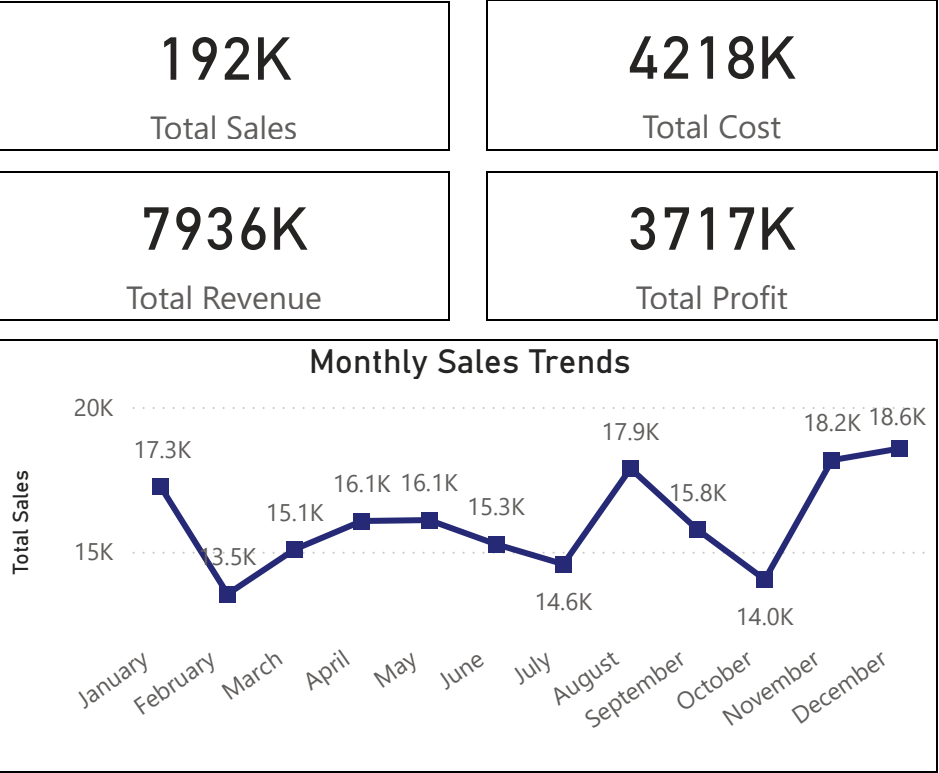 192K
Total Sales
4218K
Total Cost
7936K
Total Revenue
3717K
Total Profit
Monthly Sales Trends
Total Sales
20K
15K
17.3K
13.5K
15.1K
16.1K
16.1K
15.3K
14.6K
17.9K
15.8K
14.0K
18.2K
18.6K
January
February
March
April
May
June
July
August
September
October
November
December